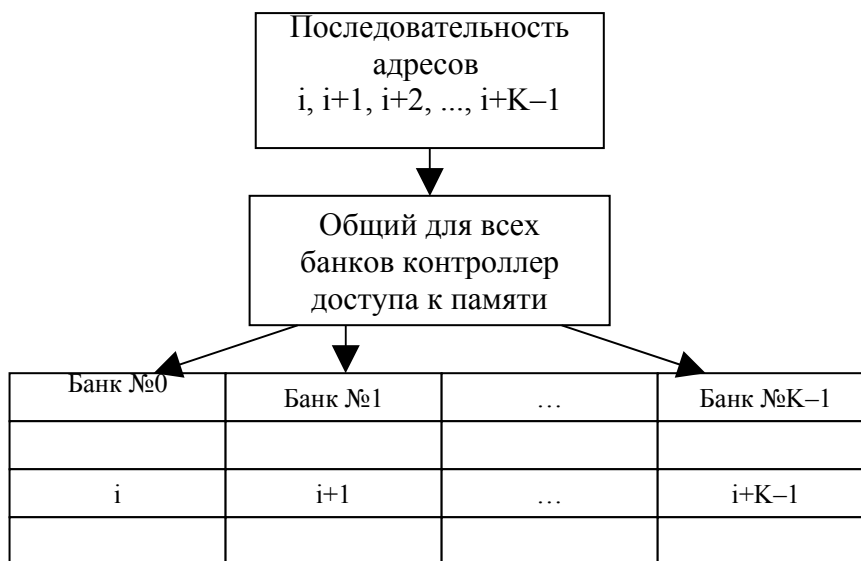 Последовательность
адресов
i, i+1, i+2, ..., i+K–1
Общий для всех
банков контроллер
доступа к памяти
Банк №0 Банк №1 … Банк №K–1
i i+1 … i+K–1